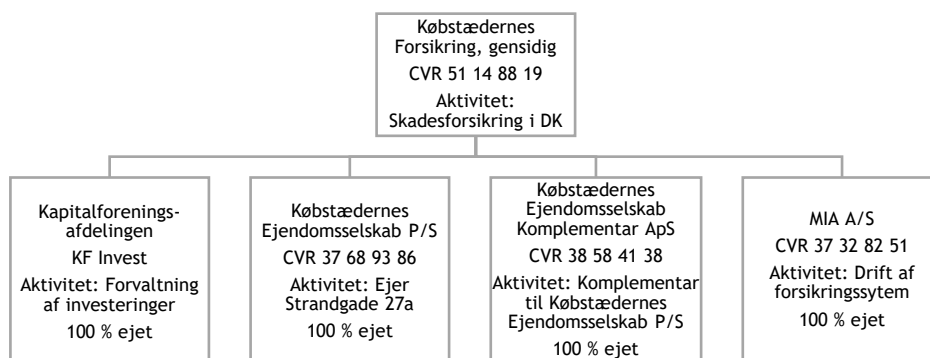 Købstædernes
Forsikring, gensidig
CVR 51 14 88 19
Aktivitet:
Skadesforsikring i DK
Kapitalforenings-
afdelingen
KF Invest
Aktivitet: Forvaltning
af investeringer
100 % ejet
Købstædernes
Ejendomsselskab P/S
CVR 37 68 93 86
Aktivitet: Ejer
Strandgade 27a
100 % ejet
Købstædernes
Ejendomsselskab
Komplementar ApS
CVR 38 58 41 38
Aktivitet: Komplementar
til Købstædernes
Ejendomsselskab P/S
100 % ejet
MIA A/S
CVR 37 32 82 51
Aktivitet: Drift af
forsikringssytem
100 % ejet